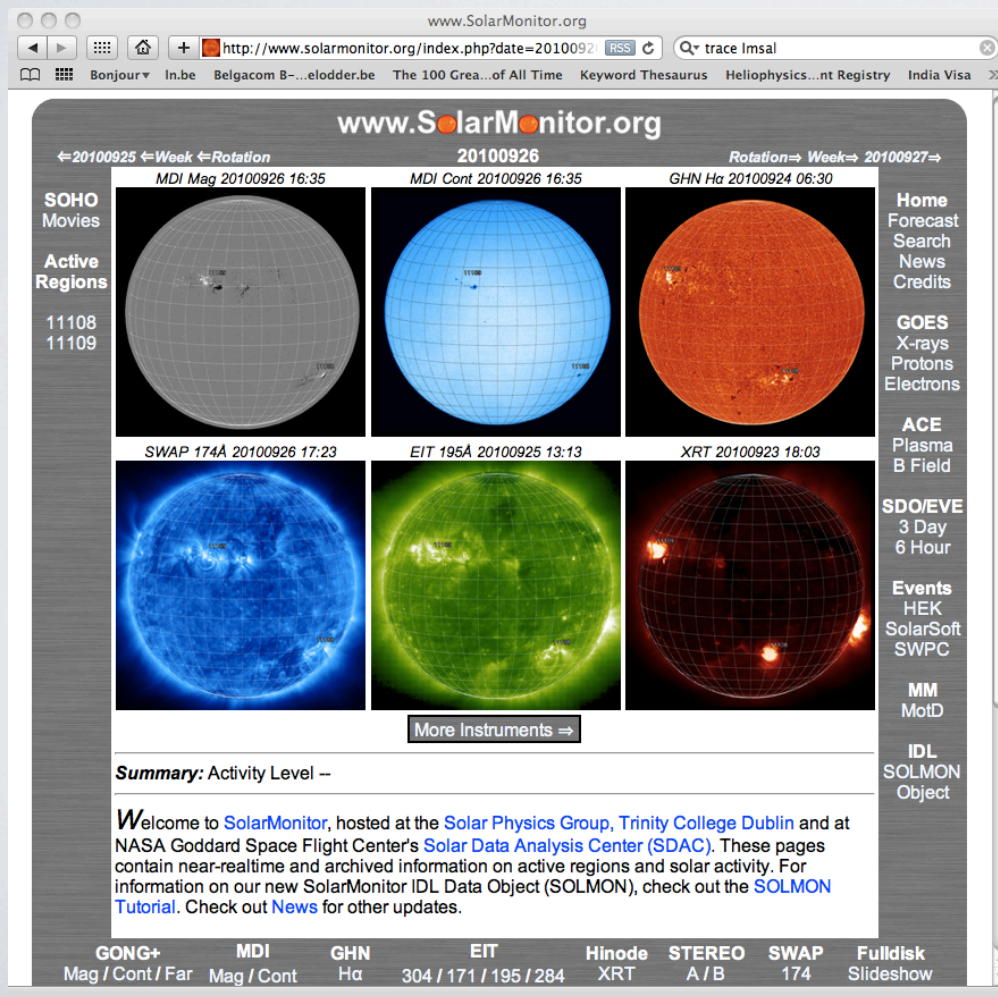 www.SolarMonitor.org
http://www.solarmonitor.org/index.php?date=2010092 RSS trace lmsal
Bonjour▾ In.be Belgacom B-...elodder.be The 100 Grea...of All Time Keyword Thesaurus Heliophysics...nt Registry India Visa »
www.SolarMonitor.org
⇐20100925 ⇐Week ⇐Rotation 20100926 Rotation⇒ Week⇒ 20100927⇒
SOHO
Movies
Active
Regions
11108
11109
MDI Mag 20100926 16:35 MDI Cont 20100926 16:35 GHN Hα 20100924 06:30
SWAP 174Å 20100926 17:23 EIT 195Å 20100925 13:13 XRT 20100923 18:03
More Instruments ⇒
Summary: Activity Level --
Welcome to SolarMonitor, hosted at the Solar Physics Group, Trinity College Dublin and at
NASA Goddard Space Flight Center's Solar Data Analysis Center (SDAC). These pages
contain near-realtime and archived information on active regions and solar activity. For
information on our new SolarMonitor IDL Data Object (SOLMON), check out the SOLMON
Tutorial. Check out News for other updates.
Home
Forecast
Search
News
Credits
GOES
X-rays
Protons
Electrons
ACE
Plasma
B Field
SDO/EVE
3 Day
6 Hour
Events
HEK
SolarSoft
SWPC
MM
MotD
IDL
SOLMON
Object
GONG+ MDI GHN EIT Hinode STEREO SWAP Fulldisk
Mag / Cont / Far Mag / Cont Hα 304 / 171 / 195 / 284 XRT A / B 174 Slideshow